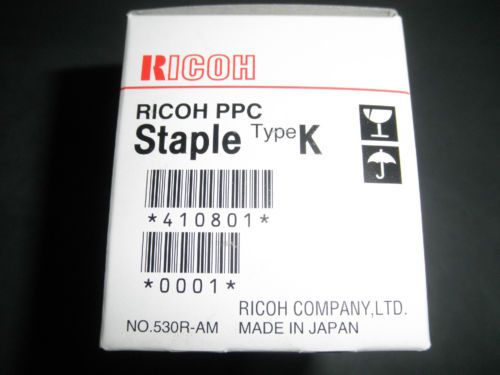 RICOH
RICOH PPC
Staple Type K
*410801*
*0001*
RICOH COMPANY,LTD.
NO.530R-AM MADE IN JAPAN